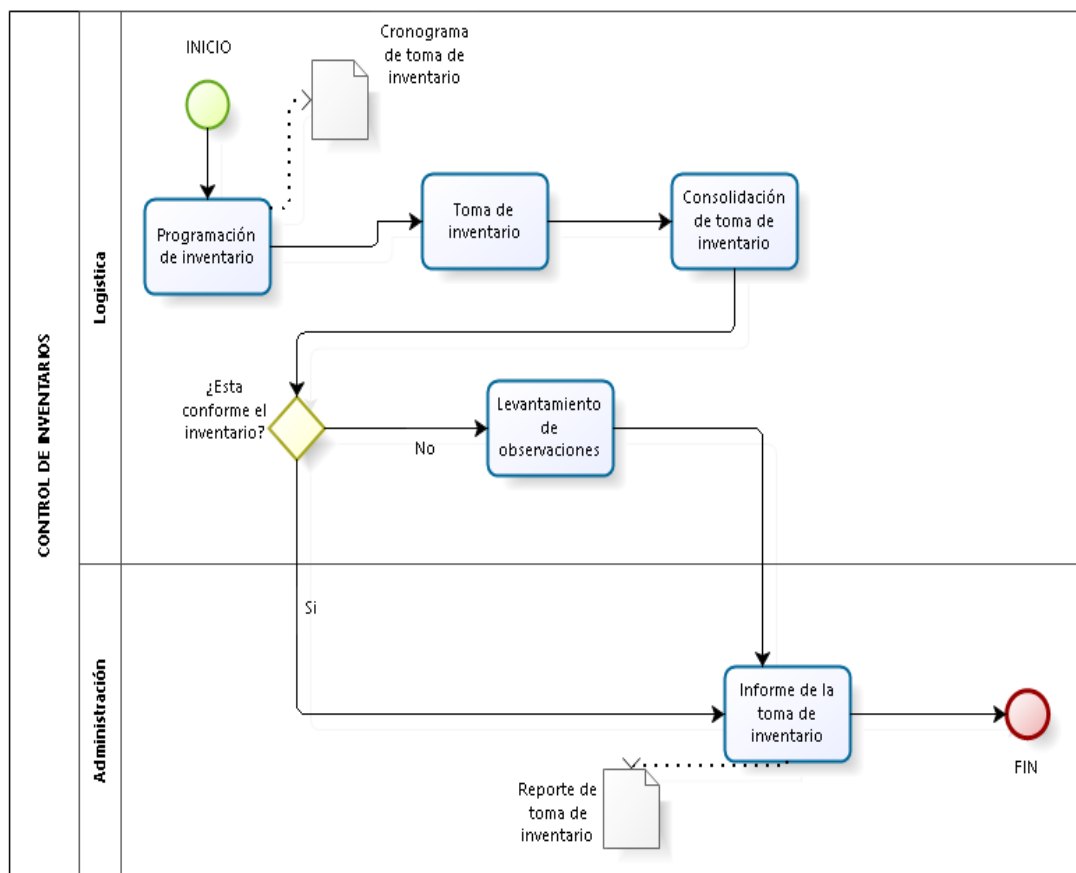 CONTROL DE INVENTARIOS
Logistica
INICIO
Cronograma
de toma de
inventario
Programación
de inventario
Toma de
inventario
Consolidación
de toma de
inventario
¿Esta
conforme el
inventario?
No
Levantamiento
de
observaciones
Si
Administración
Informe de la
toma de
inventario
FIN
Reporte de
toma de
inventario